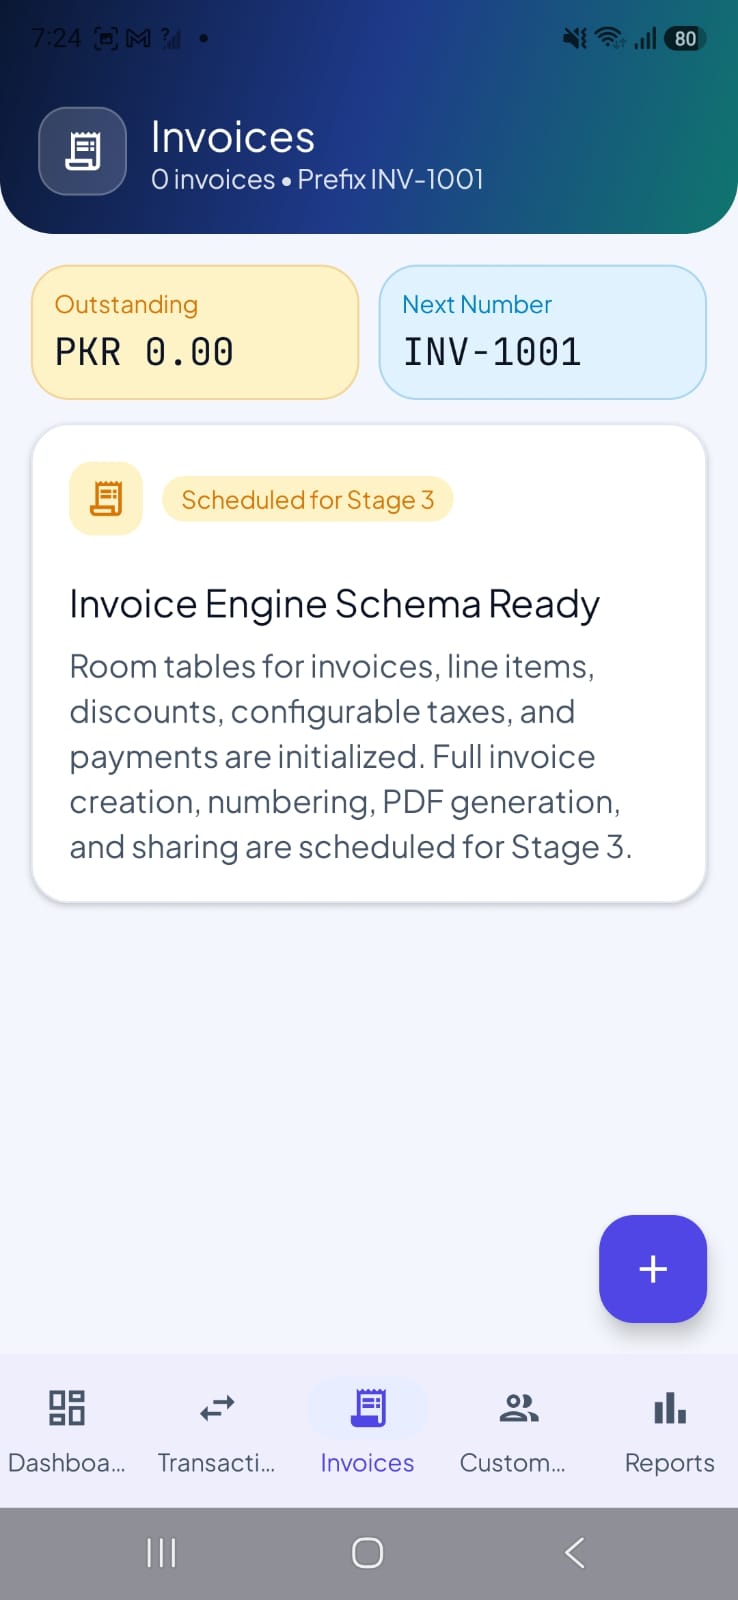 7:24
80
Invoices
0 invoices • Prefix INV-1001
Outstanding
PKR 0.00
Next Number
INV-1001
Scheduled for Stage 3
Invoice Engine Schema Ready
Room tables for invoices, line items,
discounts, configurable taxes, and
payments are initialized. Full invoice
creation, numbering, PDF generation,
and sharing are scheduled for Stage 3.
Dashboa...
Transacti...
Invoices
Custom...
Reports